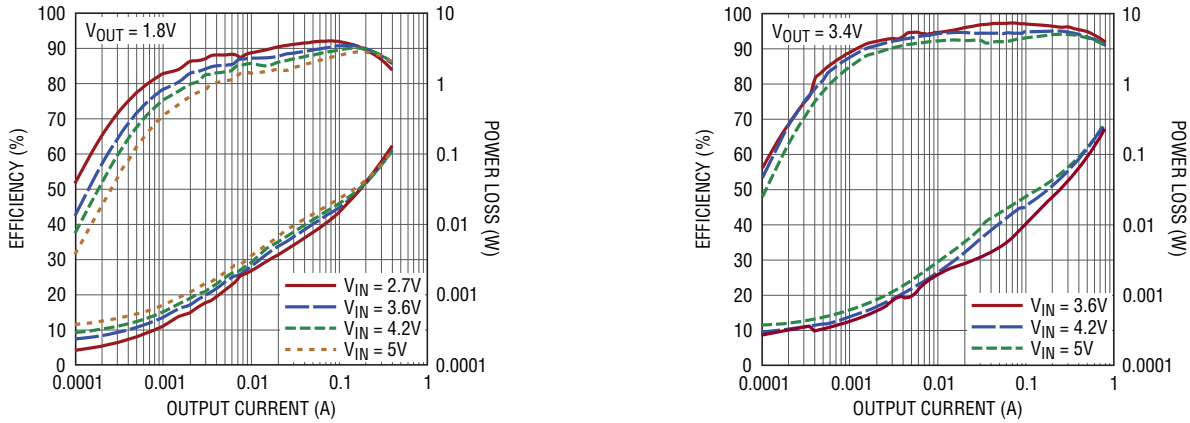 V_OUT = 1.8V
EFFICIENCY (%)
100
90
80
70
60
50
40
30
20
10
0
0.0001
0.001
0.01
0.1
1
OUTPUT CURRENT (A)
10
1
0.1
0.01
0.001
0.0001
POWER LOSS (W)
V_IN = 2.7V
V_IN = 3.6V
V_IN = 4.2V
V_IN = 5V
V_OUT = 3.4V
EFFICIENCY (%)
100
90
80
70
60
50
40
30
20
10
0
0.0001
0.001
0.01
0.1
1
OUTPUT CURRENT (A)
10
1
0.1
0.01
0.001
0.0001
POWER LOSS (W)
V_IN = 3.6V
V_IN = 4.2V
V_IN = 5V